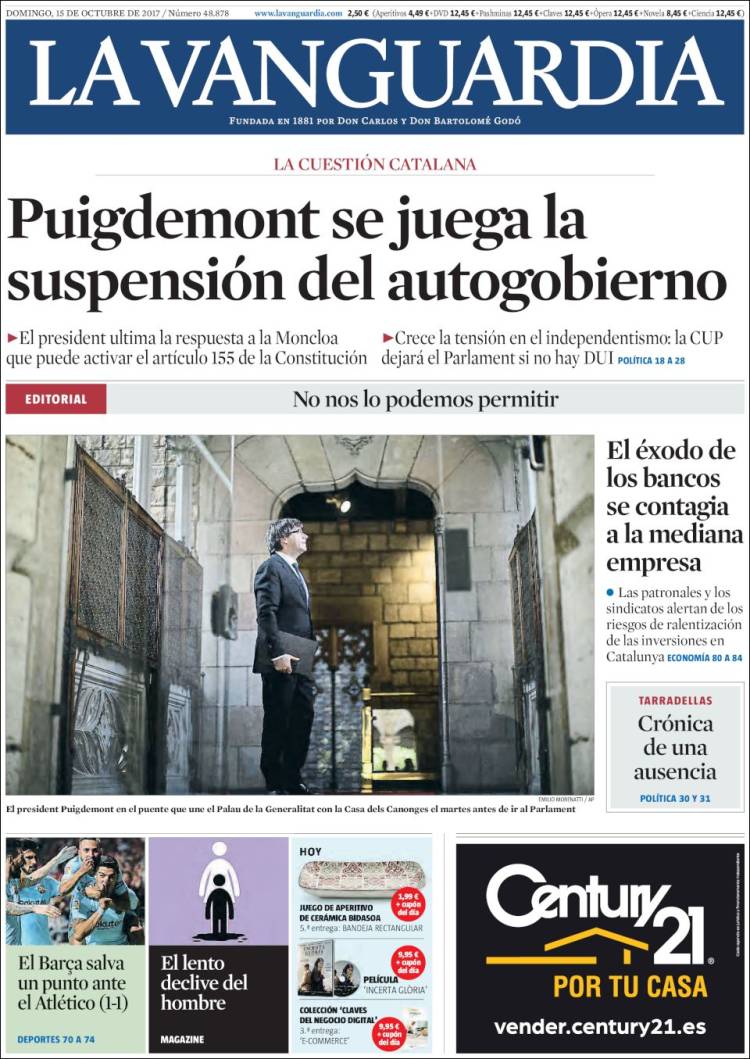 DOMINGO, 15 DE OCTUBRE DE 2017 / Número 48.878
www.lavanguardia.com 2,50 € (Aperitivos 4,49 €+DVD 12,45 €+Pashminas 12,45 €+Claves 12,45 €+Ópera 12,45 €+Novela 8,45 €+Ciencia 12,45 €)
LA VANGUARDIA
FUNDADA EN 1881 POR DON CARLOS Y DON BARTOLOMÉ GODÓ
LA CUESTIÓN CATALANA
Puigdemont se juega la
suspensión del autogobierno
►El president ultima la respuesta a la Moncloa
que puede activar el artículo 155 de la Constitución
►Crece la tensión en el independentismo: la CUP
dejará el Parlament si no hay DUI POLÍTICA 18 A 28
EDITORIAL
No nos lo podemos permitir
EMILIO MORENATTI / AP
El president Puigdemont en el puente que une el Palau de la Generalitat con la Casa dels Canonges el martes antes de ir al Parlament
El éxodo de
los bancos
se contagia
a la mediana
empresa
• Las patronales y los
sindicatos alertan de los
riesgos de ralentización
de las inversiones en
Catalunya ECONOMÍA 80 A 84
TARRADELLAS
Crónica
de una
ausencia
POLÍTICA 30 Y 31
El Barça salva
un punto ante
el Atlético (1-1)
DEPORTES 70 A 74
El lento
declive del
hombre
MAGAZINE
HOY
1,99 €
+ cupón
del día
JUEGO DE APERITIVO
DE CERÁMICA BIDASOA
5.ª entrega: BANDEJA RECTANGULAR
9,95 €
+ cupón
del día
PELÍCULA
'INCERTA GLÒRIA'
COLECCIÓN 'CLAVES
DEL NEGOCIO DIGITAL'
3.ª entrega:
'E-COMMERCE'
9,95 €
+ cupón
del día
Century 21®
POR TU CASA
vender.century21.es